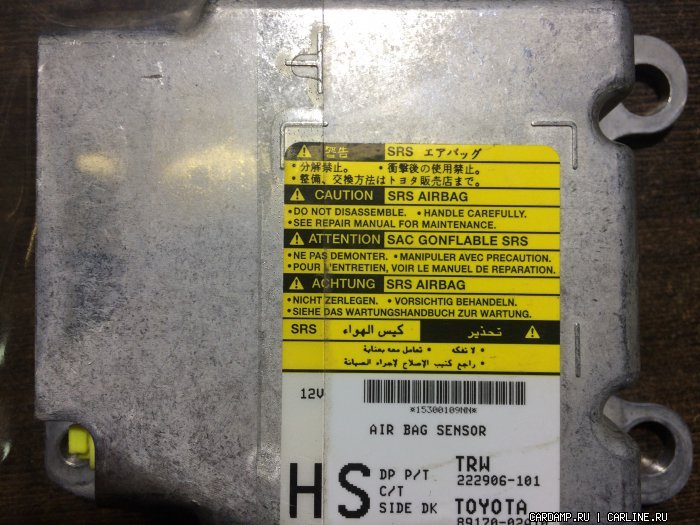 警告 SRS エアバッグ
・分解禁止。 ・衝撃後の使用禁止。
・整備、交換方法はトヨタ販売店まで。
CAUTION SRS AIRBAG
•DO NOT DISASSEMBLE. •HANDLE CAREFULLY.
•SEE REPAIR MANUAL FOR MAINTENANCE.
ATTENTION SAC GONFLABLE SRS
•NE PAS DEMONTER. •MANIPULER AVEC PRECAUTION.
•POUR L'ENTRETIEN, VOIR LE MANUEL DE REPARATION.
ACHTUNG SRS AIRBAG
•NICHT ZERLEGEN. •VORSICHTIG BEHANDELN.
•SIEHE DAS WARTUNGSHANDBUCH ZUR WARTUNG.
تحذير كيس الهواء SRS
• لا تفكه • تعامل معه بعناية
• راجع كتيب الإصلاح لاجراء الصيانة
12V
*15300109NN*
AIR BAG SENSOR
HS
DP P/T TRW
C/T 222906-101
SIDE DK TOYOTA
CARDAMP.RU | CARLINE.RU